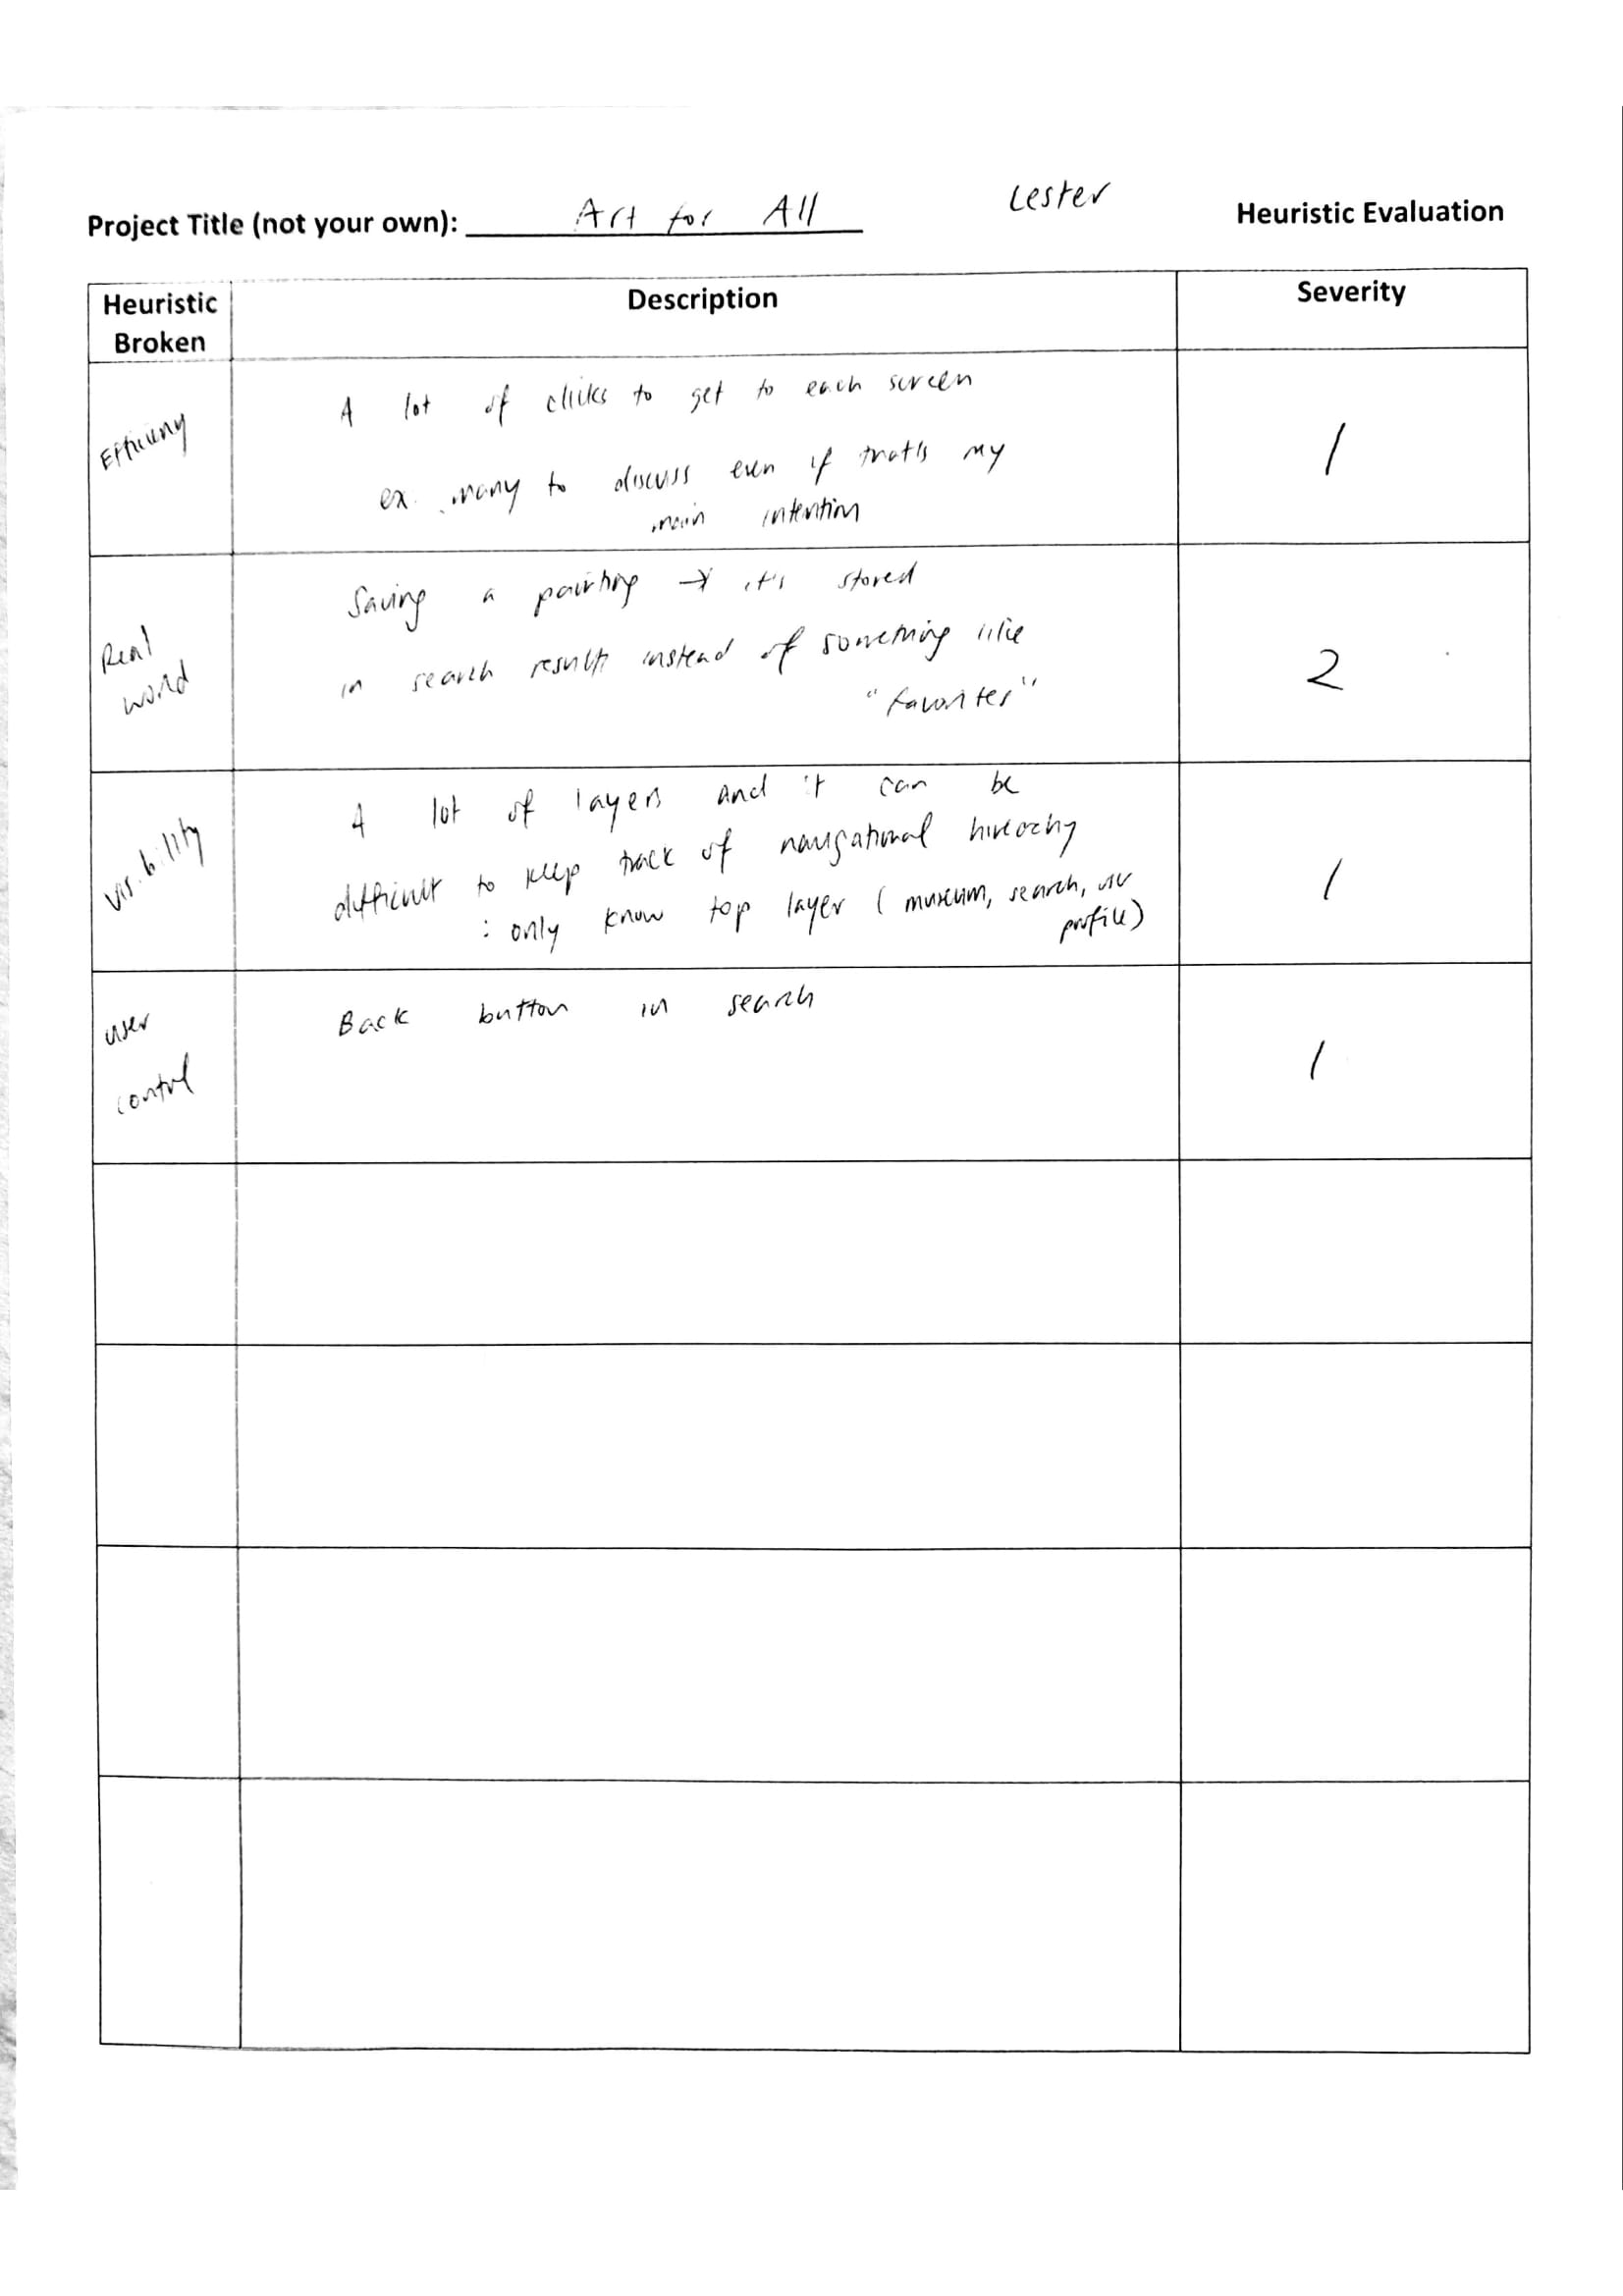 Lester
Project Title (not your own): Art for All
Heuristic Evaluation
Heuristic Broken
Description
Severity
Efficieny
A lot of clicks to get to each screen
ex. many to discuss even if that's my
main intention
1
Real
world
Saving a painting → it's stored
in search results instead of something like
"favorites"
2
Visibility
A lot of layers and it can be
difficult to keep track of navigational hireachy
: only know top layer (museum, search,
profile)
1
user
control
Back button in search
1